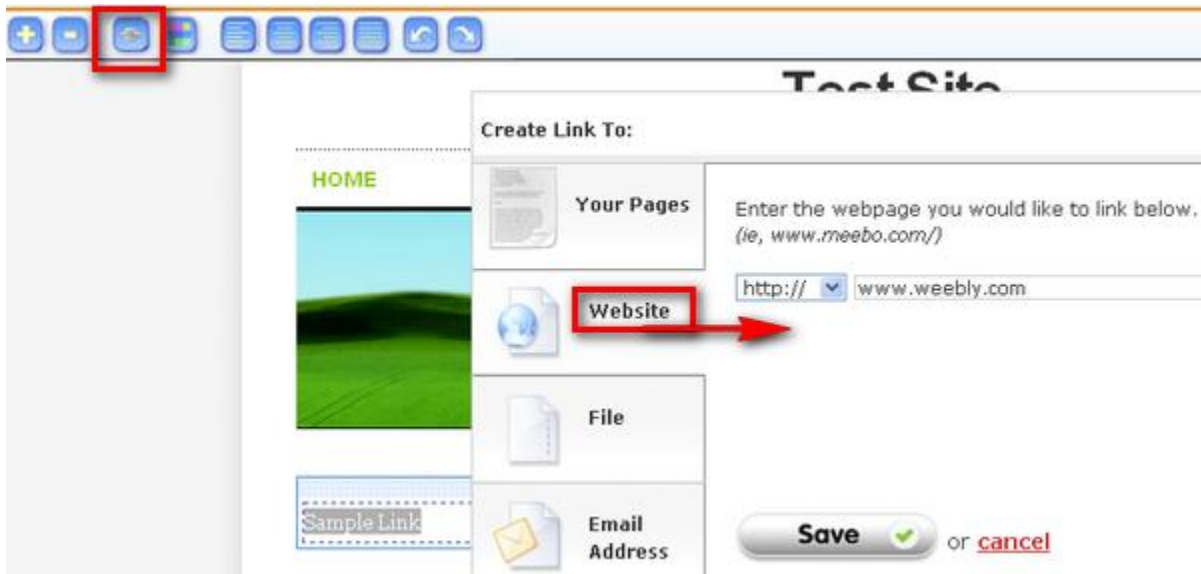 Test Site
Create Link To:
HOME
Your Pages
Enter the webpage you would like to link below.
(ie, www.meebo.com/)
http://
www.weebly.com
Website
File
Sample Link
Email
Address
Save
or cancel